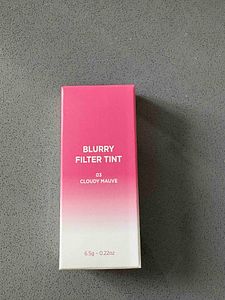 BLURRY
FILTER TINT
03
CLOUDY MAUVE
6.5g - 0.22oz